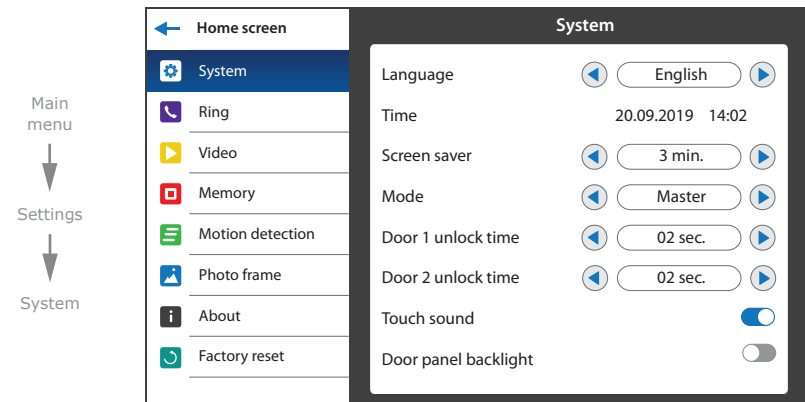 Main
menu
Settings
System
Home screen
System
Ring
Video
Memory
Motion detection
Photo frame
About
Factory reset
System
Language English
Time 20.09.2019 14:02
Screen saver 3 min.
Mode Master
Door 1 unlock time 02 sec.
Door 2 unlock time 02 sec.
Touch sound
Door panel backlight